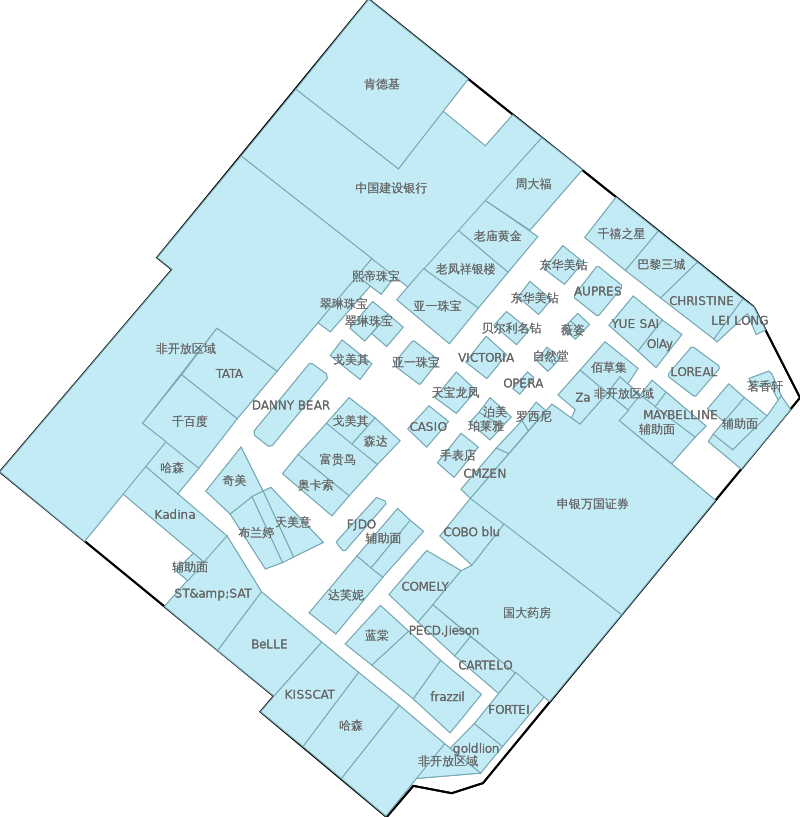 肯德基
中国建设银行
周大福
千禧之星
老庙黄金
东华美钻
巴黎三城
老凤祥银楼
熙帝珠宝
AUPRES
东华美钻
CHRISTINE
翠琳珠宝
亚一珠宝
翠琳珠宝
LEI LONG
YUE SAI
贝尔利名钻
薇姿
OlAy
非开放区域
戈美其
亚一珠宝
VICTORIA
自然堂
TATA
佰草集
LOREAL
OPERA
茗香轩
天宝龙凤
非开放区域
Za
DANNY BEAR
泊美
珀莱雅
罗西尼
MAYBELLINE
千百度
戈美其
CASIO
辅助面
辅助面
森达
手表店
富贵鸟
哈森
CMZEN
奇美
奥卡索
申银万国证券
Kadina
天美意
布兰婷
FJDO
辅助面
COBO blu
辅助面
ST&amp;SAT
达芙妮
COMELY
国大药房
BeLLE
蓝棠
PECD.Jieson
CARTELO
KISSCAT
frazzil
FORTEI
哈森
goldlion
非开放区域